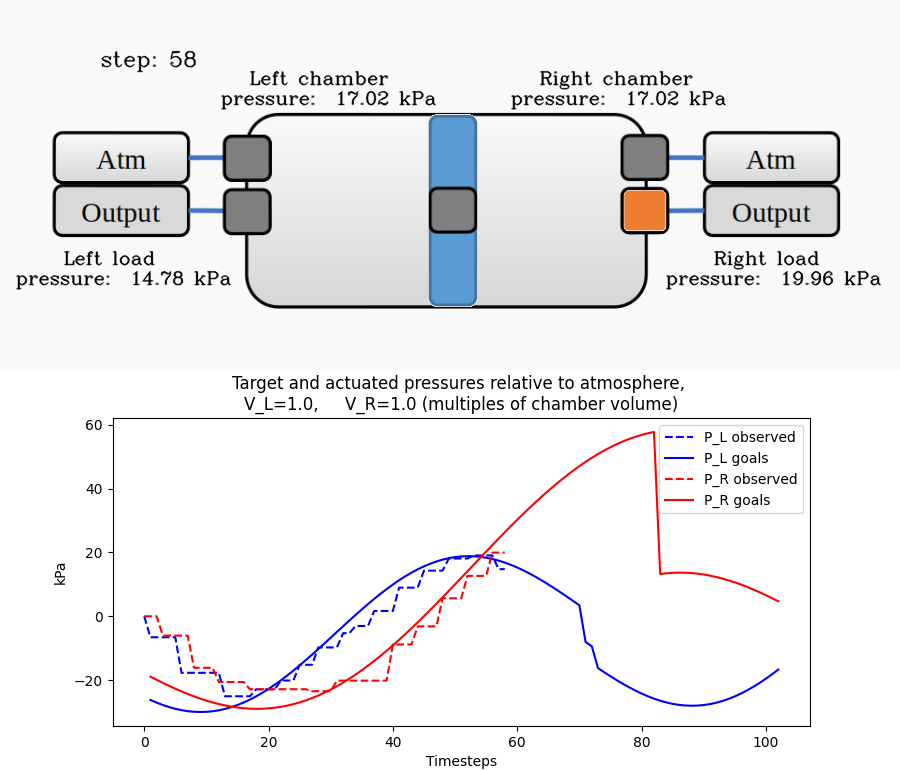 step: 58
Left chamber
pressure: 17.02 kPa
Right chamber
pressure: 17.02 kPa
Atm
Output
Atm
Output
Left load
pressure: 14.78 kPa
Right load
pressure: 19.96 kPa
Target and actuated pressures relative to atmosphere,
V_L=1.0, V_R=1.0 (multiples of chamber volume)
P_L observed
P_L goals
P_R observed
P_R goals
60
40
20
0
−20
kPa
0 20 40 60 80 100
Timesteps